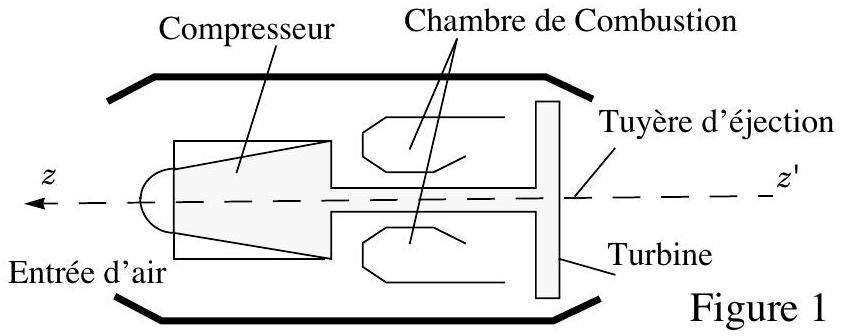 Compresseur
Chambre de Combustion
Tuyère d'éjection
z
z'
Entrée d'air
Turbine
Figure 1